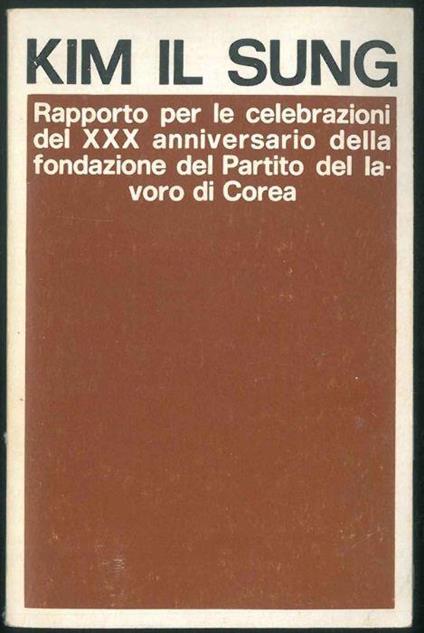 KIM IL SUNG
Rapporto per le celebrazioni
del XXX anniversario della
fondazione del Partito del la-
voro di Corea